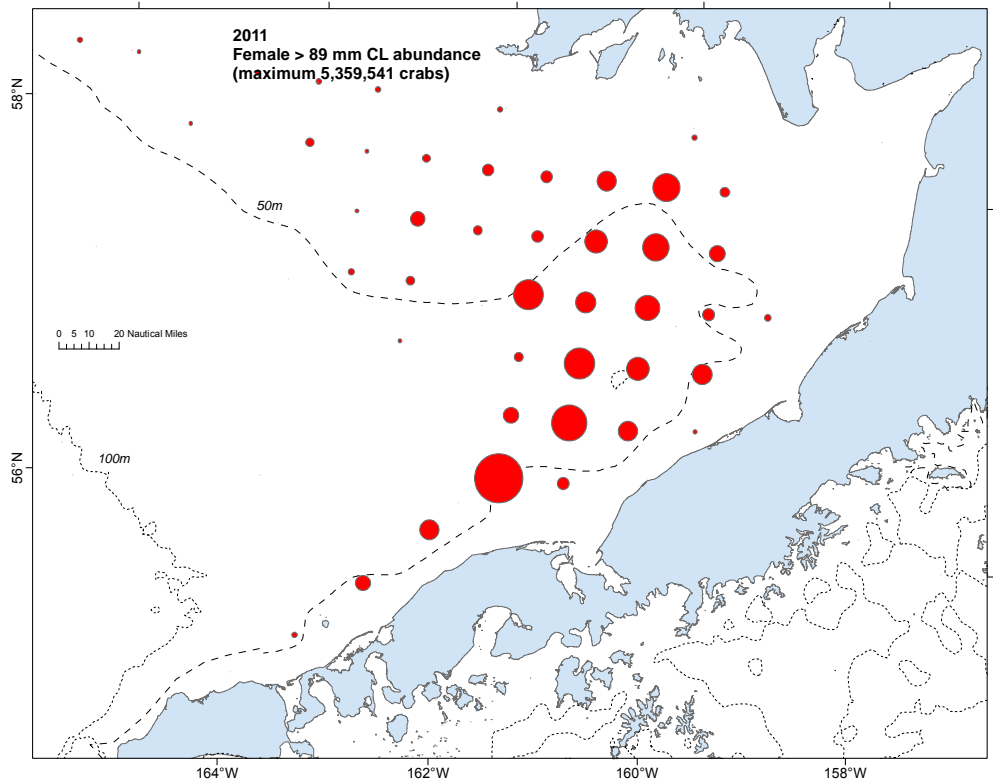 2011
Female > 89 mm CL abundance
(maximum 5,359,541 crabs)
58°N
50m
0 5 10 20 Nautical Miles
100m
56°N
164°W 162°W 160°W 158°W